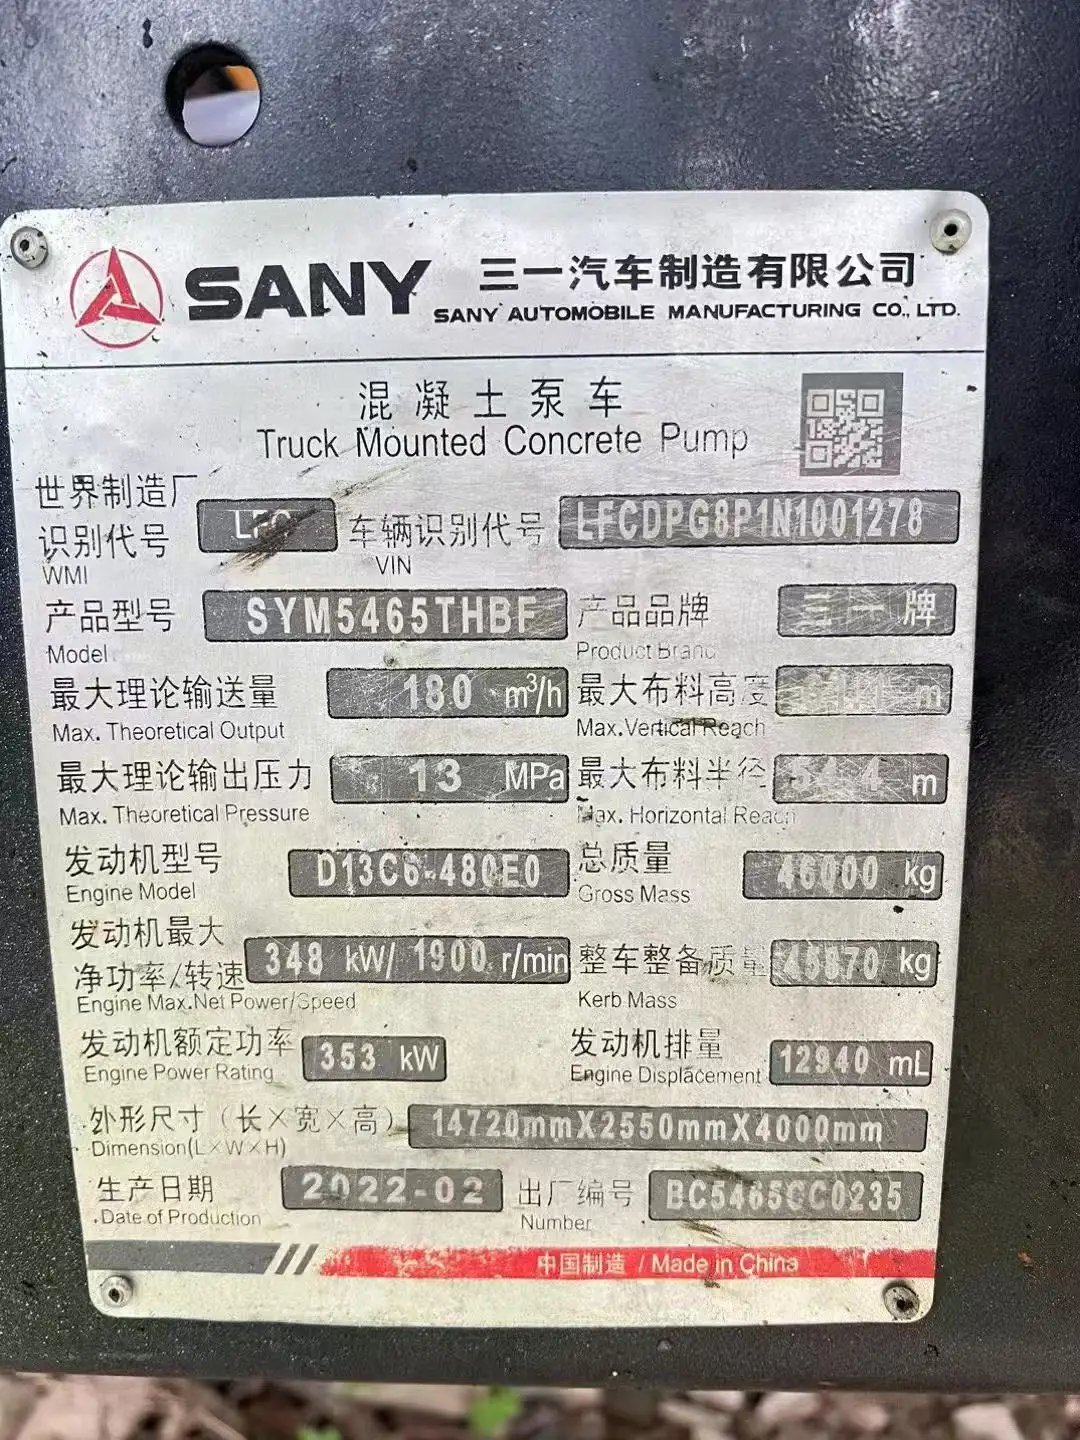 SANY 三一汽车制造有限公司
SANY AUTOMOBILE MANUFACTURING CO., LTD.
混凝土泵车
Truck Mounted Concrete Pump
世界制造厂
识别代号 车辆识别代号 LFCDPG8P1N1001278
WMI VIN
产品型号 SYM5465THBF 产品品牌 三一牌
Model Product Brand
最大理论输送量 180 m³/h 最大布料高度 m
Max. Theoretical Output Max.Vertical Reach
最大理论输出压力 13 MPa 最大布料半径 54.4 m
Max. Theoretical Pressure Max. Horizontal Reach
发动机型号 D13C6-480E0 总质量 46000 kg
Engine Model Gross Mass
发动机最大
净功率/转速 348 kW/ 1900 r/min 整车整备质量 45870 kg
Engine Max.Net Power/Speed Kerb Mass
发动机额定功率 353 kW 发动机排量 12940 mL
Engine Power Rating Engine Displacement
外形尺寸（长×宽×高） 14720mmX2550mmX4000mm
Dimension(L×W×H)
生产日期 2022-02 出厂编号 BC5465CC0235
Date of Production Number
中国制造 / Made in China